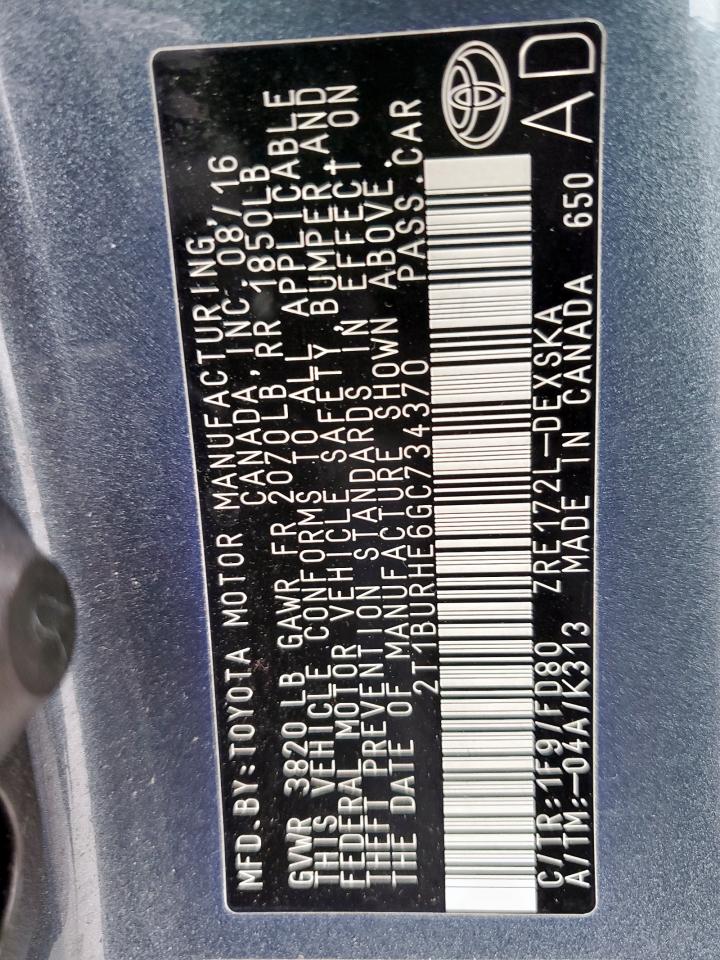 MFD.BY:TOYOTA MOTOR MANUFACTURING,
CANADA,INC. 08/16
GVWR 3820 LB GAWR FR 2070LB,RR 1850LB
THIS VEHICLE CONFORMS TO ALL APPLICABLE
FEDERAL MOTOR VEHICLE SAFETY,BUMPER,AND
THEFT PREVENTION STANDARDS IN EFFECT ON
THE DATE OF MANUFACTURE SHOWN ABOVE.
2T1BURHE6GC734370 PASS.CAR
C/TR:1F9/FD80 ZRE172L-DEXSKA
A/TM:-04A/K313 MADE IN CANADA 650
AD